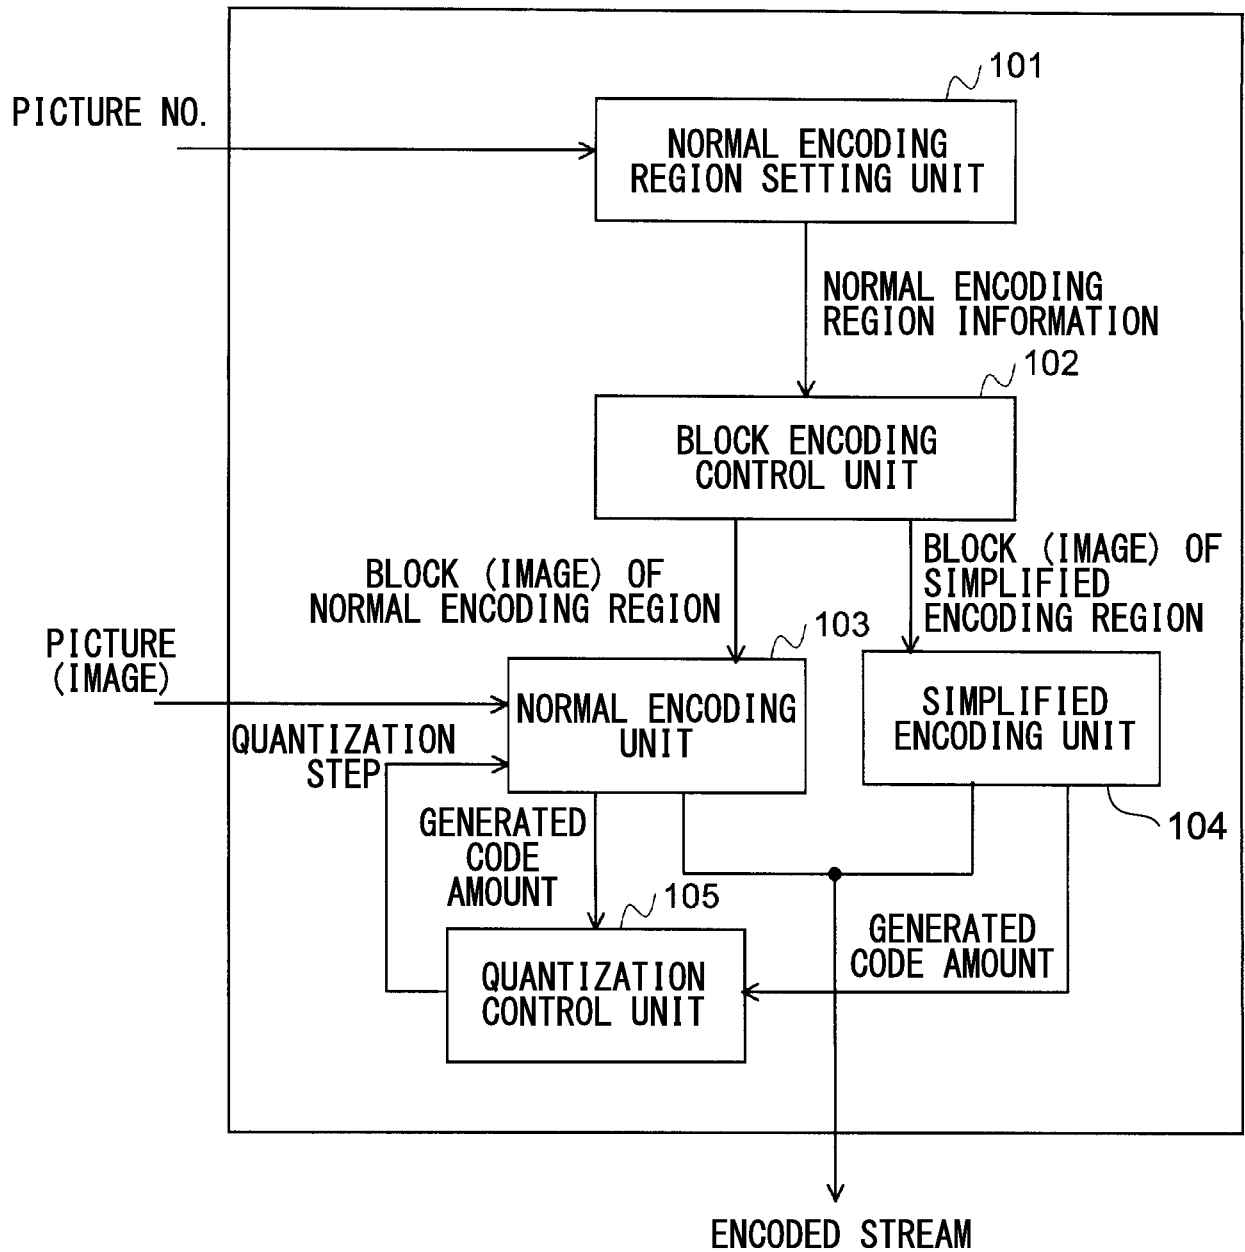 101
PICTURE NO.
NORMAL ENCODING
REGION SETTING UNIT
NORMAL ENCODING
REGION INFORMATION
102
BLOCK ENCODING
CONTROL UNIT
BLOCK (IMAGE) OF
NORMAL ENCODING REGION
BLOCK (IMAGE) OF
SIMPLIFIED
ENCODING REGION
103
PICTURE
(IMAGE)
NORMAL ENCODING
UNIT
SIMPLIFIED
ENCODING UNIT
QUANTIZATION
STEP
104
GENERATED
CODE
AMOUNT
105
GENERATED
CODE AMOUNT
QUANTIZATION
CONTROL UNIT
ENCODED STREAM